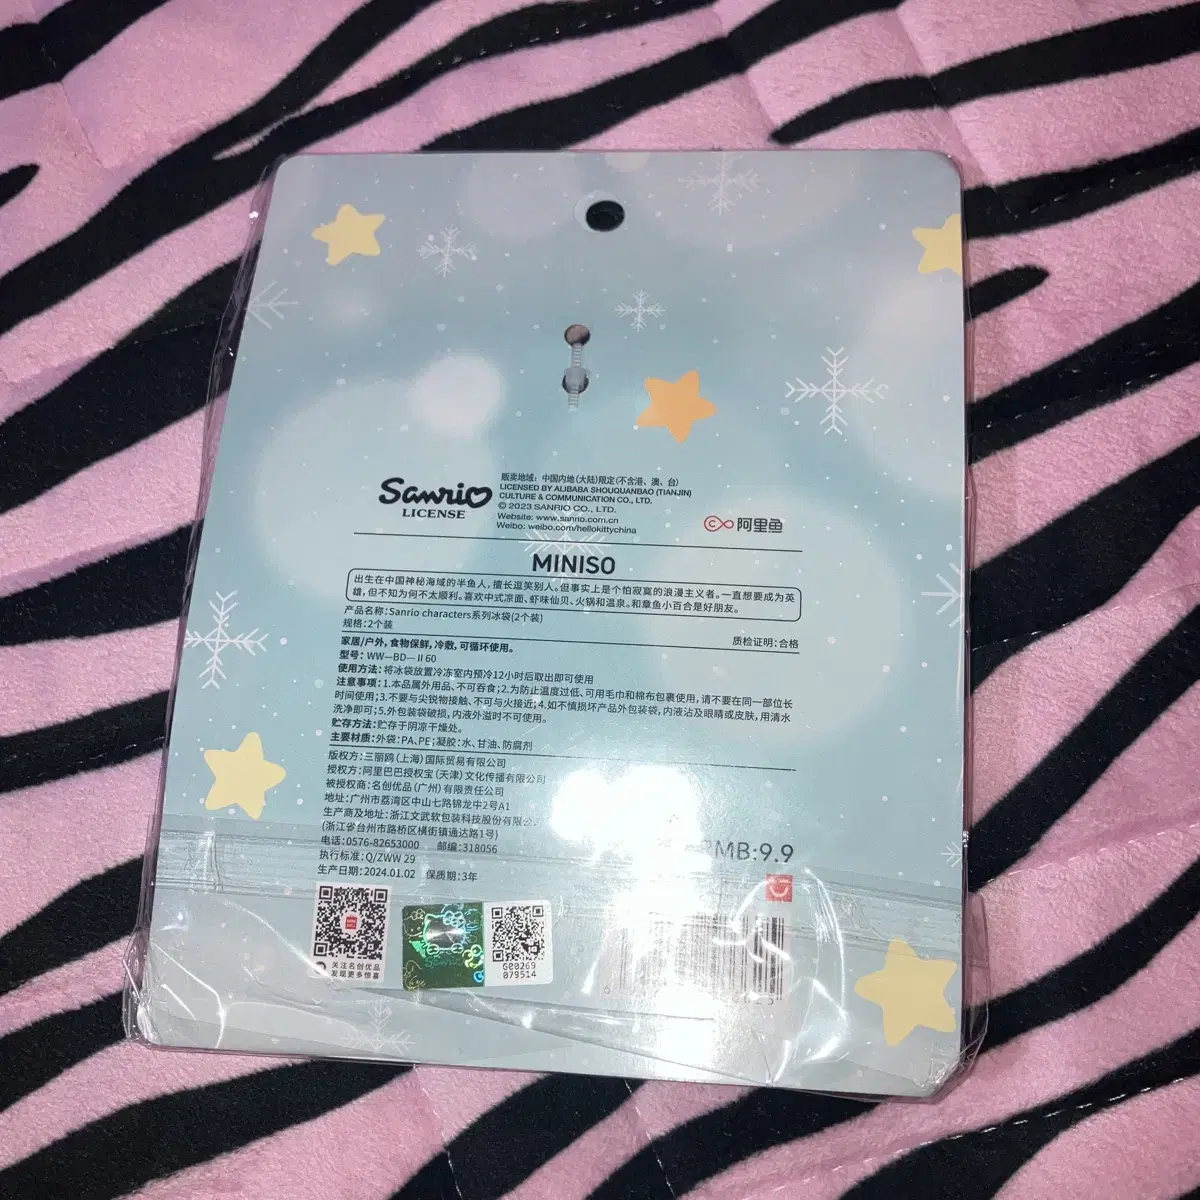 Sanrio
LICENSE
贩卖地域：中国内地(大陆)限定(不含港、澳、台)
LICENSED BY ALIBABA SHOUQUANBAO (TIANJIN)
CULTURE & COMMUNICATION CO., LTD.
© 2023 SANRIO CO., LTD.
Website: www.sanrio.com.cn
Weibo: weibo.com/hellokittychina
阿里鱼
MINISO
出生在中国神秘海域的半鱼人，擅长逗笑别人。但事实上是个怕寂寞的浪漫主义者。一直想要成为英
雄，但不知为何不太顺利。喜欢中式凉面、虾味仙贝、火锅和温泉。和章鱼小百合是好朋友。
产品名称：Sanrio characters系列冰袋(2个装)
规格：2个装
质检证明：合格
家居/户外，食物保鲜，冷敷，可循环使用。
型号：WW—BD—Ⅱ60
使用方法：将冰袋放置冷冻室内预冷12小时后取出即可使用
注意事项：1.本品属外用品、不可吞食；2.为防止温度过低、可用毛巾和棉布包裹使用，请不要在同一部位长
时间使用；3.不要与尖锐物接触、不可与火接近；4.如不慎损坏产品外包装袋，内液沾及眼睛或皮肤，用清水
洗净即可；5.外包装袋破损，内液外溢时不可使用。
贮存方法：贮存于阴凉干燥处。
主要材质：外袋：PA、PE；凝胶：水、甘油、防腐剂
版权方：三丽鸥(上海)国际贸易有限公司
授权方：阿里巴巴授权宝(天津)文化传播有限公司
被授权商：名创优品(广州)有限责任公司
地址：广州市荔湾区中山七路锦龙中2号A1
生产商及地址：浙江文武软包装科技股份有限
(浙江省台州市路桥区横街镇通达路1号)
电话：0576-82653000 邮编：318056
执行标准：Q/ZWW 29
生产日期：2024.01.02 保质期：3年
RMB:9.9
关注名创优品
发现更多惊喜
GE0269
079514